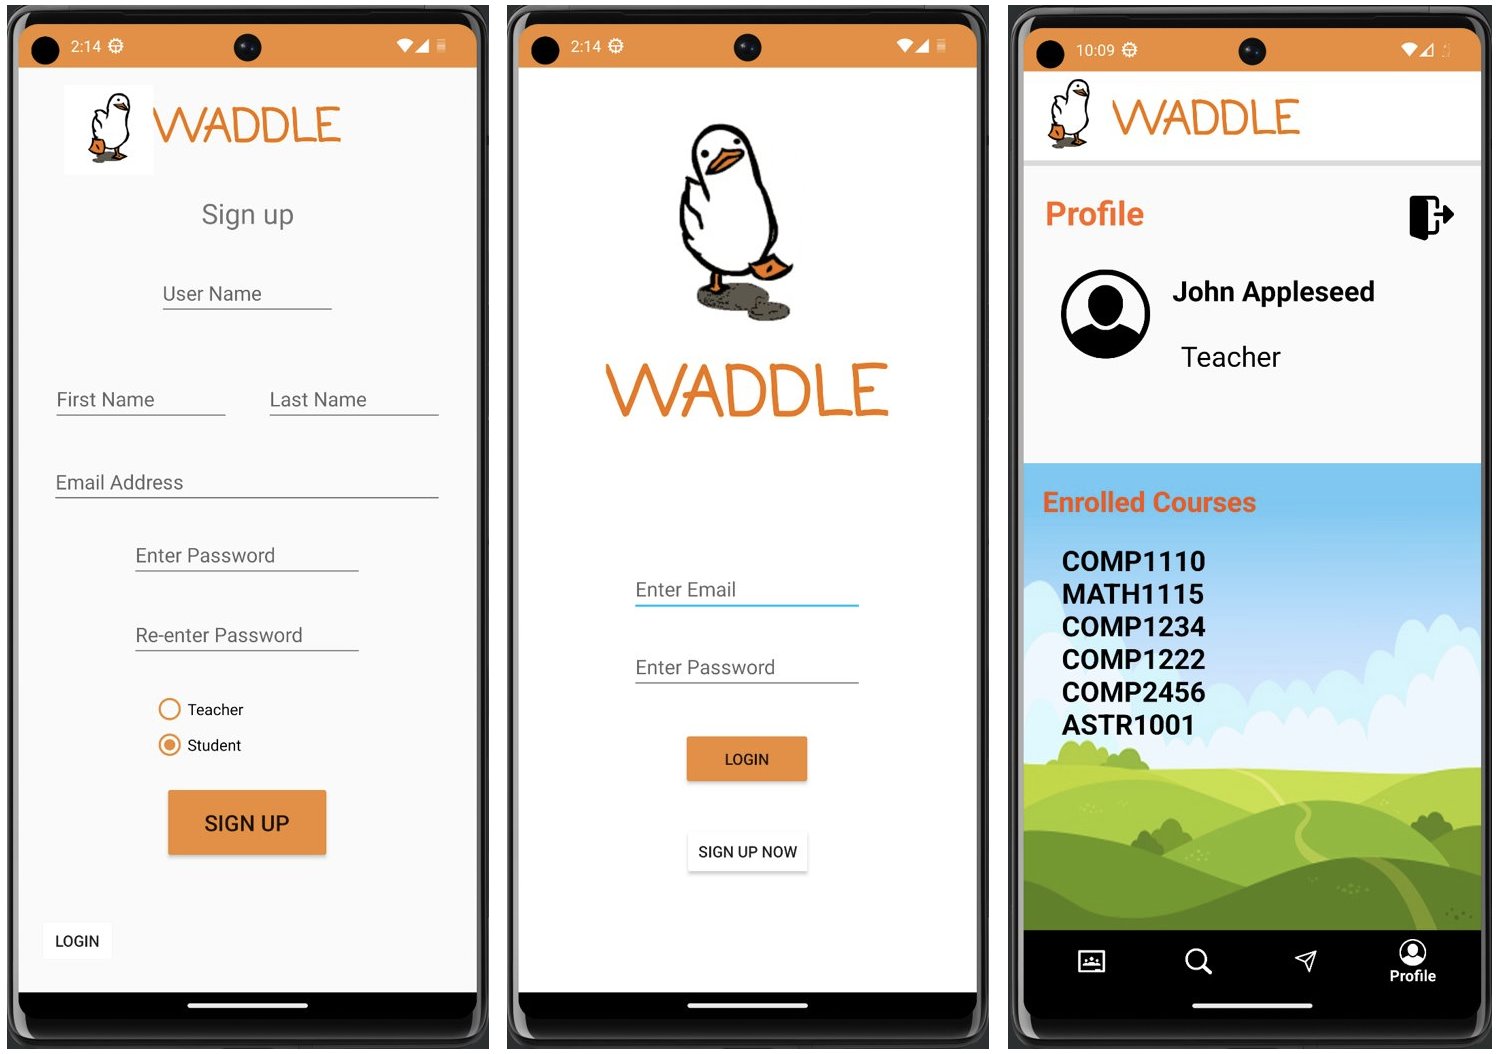 2:14
WADDLE
Sign up
User Name
First Name Last Name
Email Address
Enter Password
Re-enter Password
Teacher
Student
SIGN UP
LOGIN
2:14
WADDLE
Enter Email
Enter Password
LOGIN
SIGN UP NOW
10:09
WADDLE
Profile
John Appleseed
Teacher
Enrolled Courses
COMP1110
MATH1115
COMP1234
COMP1222
COMP2456
ASTR1001
Profile